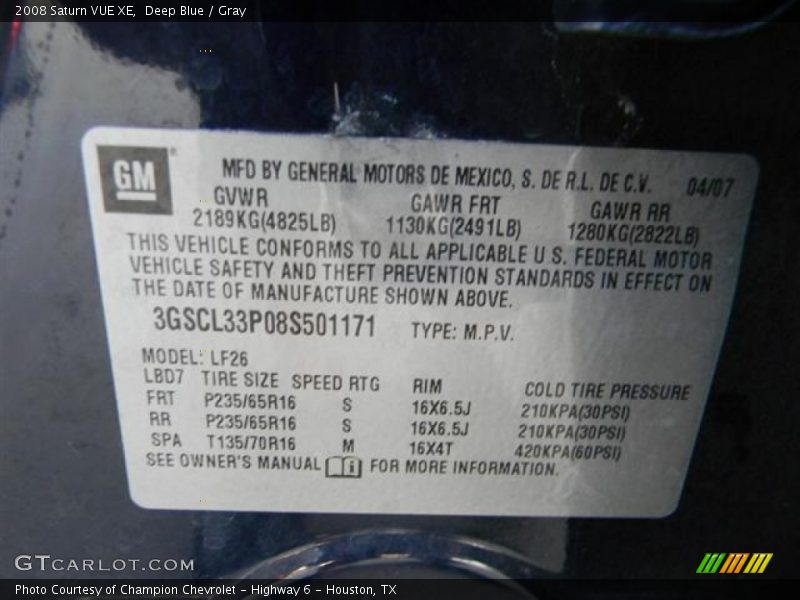 2008 Saturn VUE XE, Deep Blue / Gray
GM MFD BY GENERAL MOTORS DE MEXICO, S. DE R.L. DE C.V. 04/07
GVWR GAWR FRT GAWR RR
2189KG(4825LB) 1130KG(2491LB) 1280KG(2822LB)
THIS VEHICLE CONFORMS TO ALL APPLICABLE U S. FEDERAL MOTOR
VEHICLE SAFETY AND THEFT PREVENTION STANDARDS IN EFFECT ON
THE DATE OF MANUFACTURE SHOWN ABOVE.
3GSCL33P08S501171 TYPE: M.P.V.
MODEL: LF26
LBD7 TIRE SIZE SPEED RTG RIM COLD TIRE PRESSURE
FRT P235/65R16 S 16X6.5J 210KPA(30PSI)
RR P235/65R16 S 16X6.5J 210KPA(30PSI)
SPA T135/70R16 M 16X4T 420KPA(60PSI)
SEE OWNER'S MANUAL FOR MORE INFORMATION.
GTCARLOT.COM
Photo Courtesy of Champion Chevrolet - Highway 6 - Houston, TX